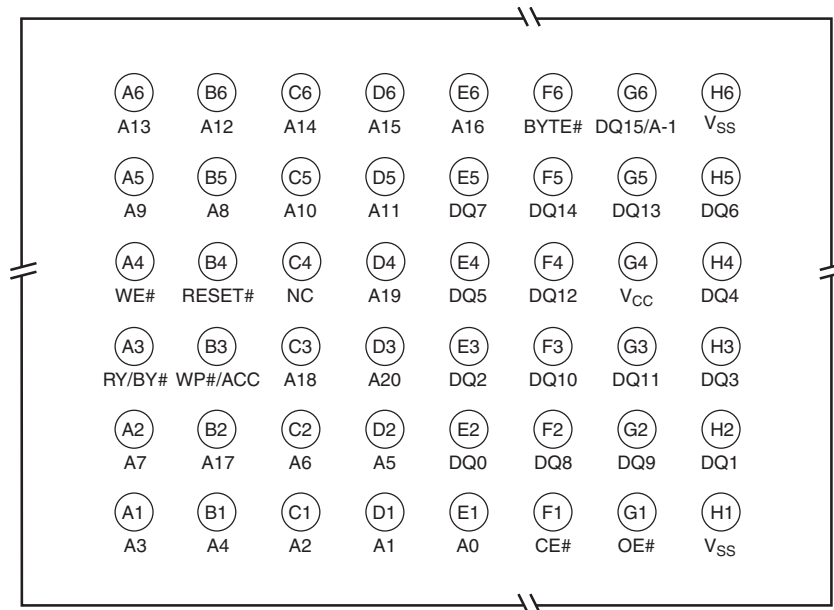 A6 B6 C6 D6 E6 F6 G6 H6
A13 A12 A14 A15 A16 BYTE# DQ15/A-1 VSS
A5 B5 C5 D5 E5 F5 G5 H5
A9 A8 A10 A11 DQ7 DQ14 DQ13 DQ6
A4 B4 C4 D4 E4 F4 G4 H4
WE# RESET# NC A19 DQ5 DQ12 VCC DQ4
A3 B3 C3 D3 E3 F3 G3 H3
RY/BY# WP#/ACC A18 A20 DQ2 DQ10 DQ11 DQ3
A2 B2 C2 D2 E2 F2 G2 H2
A7 A17 A6 A5 DQ0 DQ8 DQ9 DQ1
A1 B1 C1 D1 E1 F1 G1 H1
A3 A4 A2 A1 A0 CE# OE# VSS